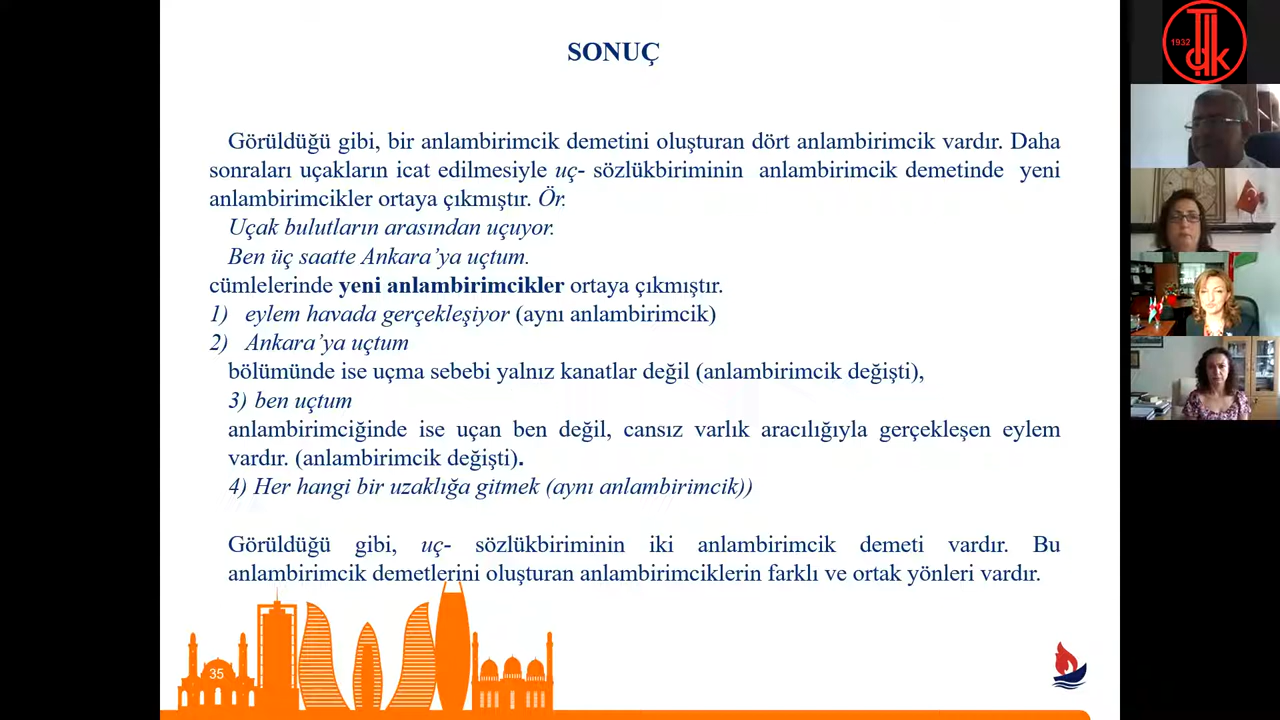 SONUÇ
Görüldüğü gibi, bir anlambirimcik demetini oluşturan dört anlambirimcik vardır. Daha
sonraları uçakların icat edilmesiyle uç- sözlükbiriminin anlambirimcik demetinde yeni
anlambirimcikler ortaya çıkmıştır. Ör.
Uçak bulutların arasından uçuyor.
Ben üç saatte Ankara’ya uçtum.
cümlelerinde yeni anlambirimcikler ortaya çıkmıştır.
1) eylem havada gerçekleşiyor (aynı anlambirimcik)
2) Ankara’ya uçtum
bölümünde ise uçma sebebi yalnız kanatlar değil (anlambirimcik değişti),
3) ben uçtum
anlambirimciğinde ise uçan ben değil, cansız varlık aracılığıyla gerçekleşen eylem
vardır. (anlambirimcik değişti).
4) Her hangi bir uzaklığa gitmek (aynı anlambirimcik))
Görüldüğü gibi, uç- sözlükbiriminin iki anlambirimcik demeti vardır. Bu
anlambirimcik demetlerini oluşturan anlambirimciklerin farklı ve ortak yönleri vardır.
35
1932